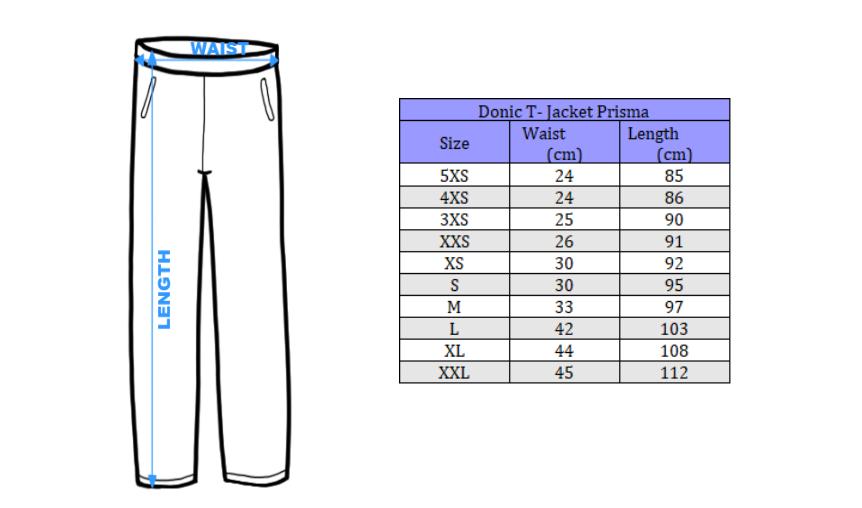 WAIST
LENGTH
Donic T- Jacket Prisma
Size Waist (cm) Length (cm)
5XS 24 85
4XS 24 86
3XS 25 90
XXS 26 91
XS 30 92
S 30 95
M 33 97
L 42 103
XL 44 108
XXL 45 112